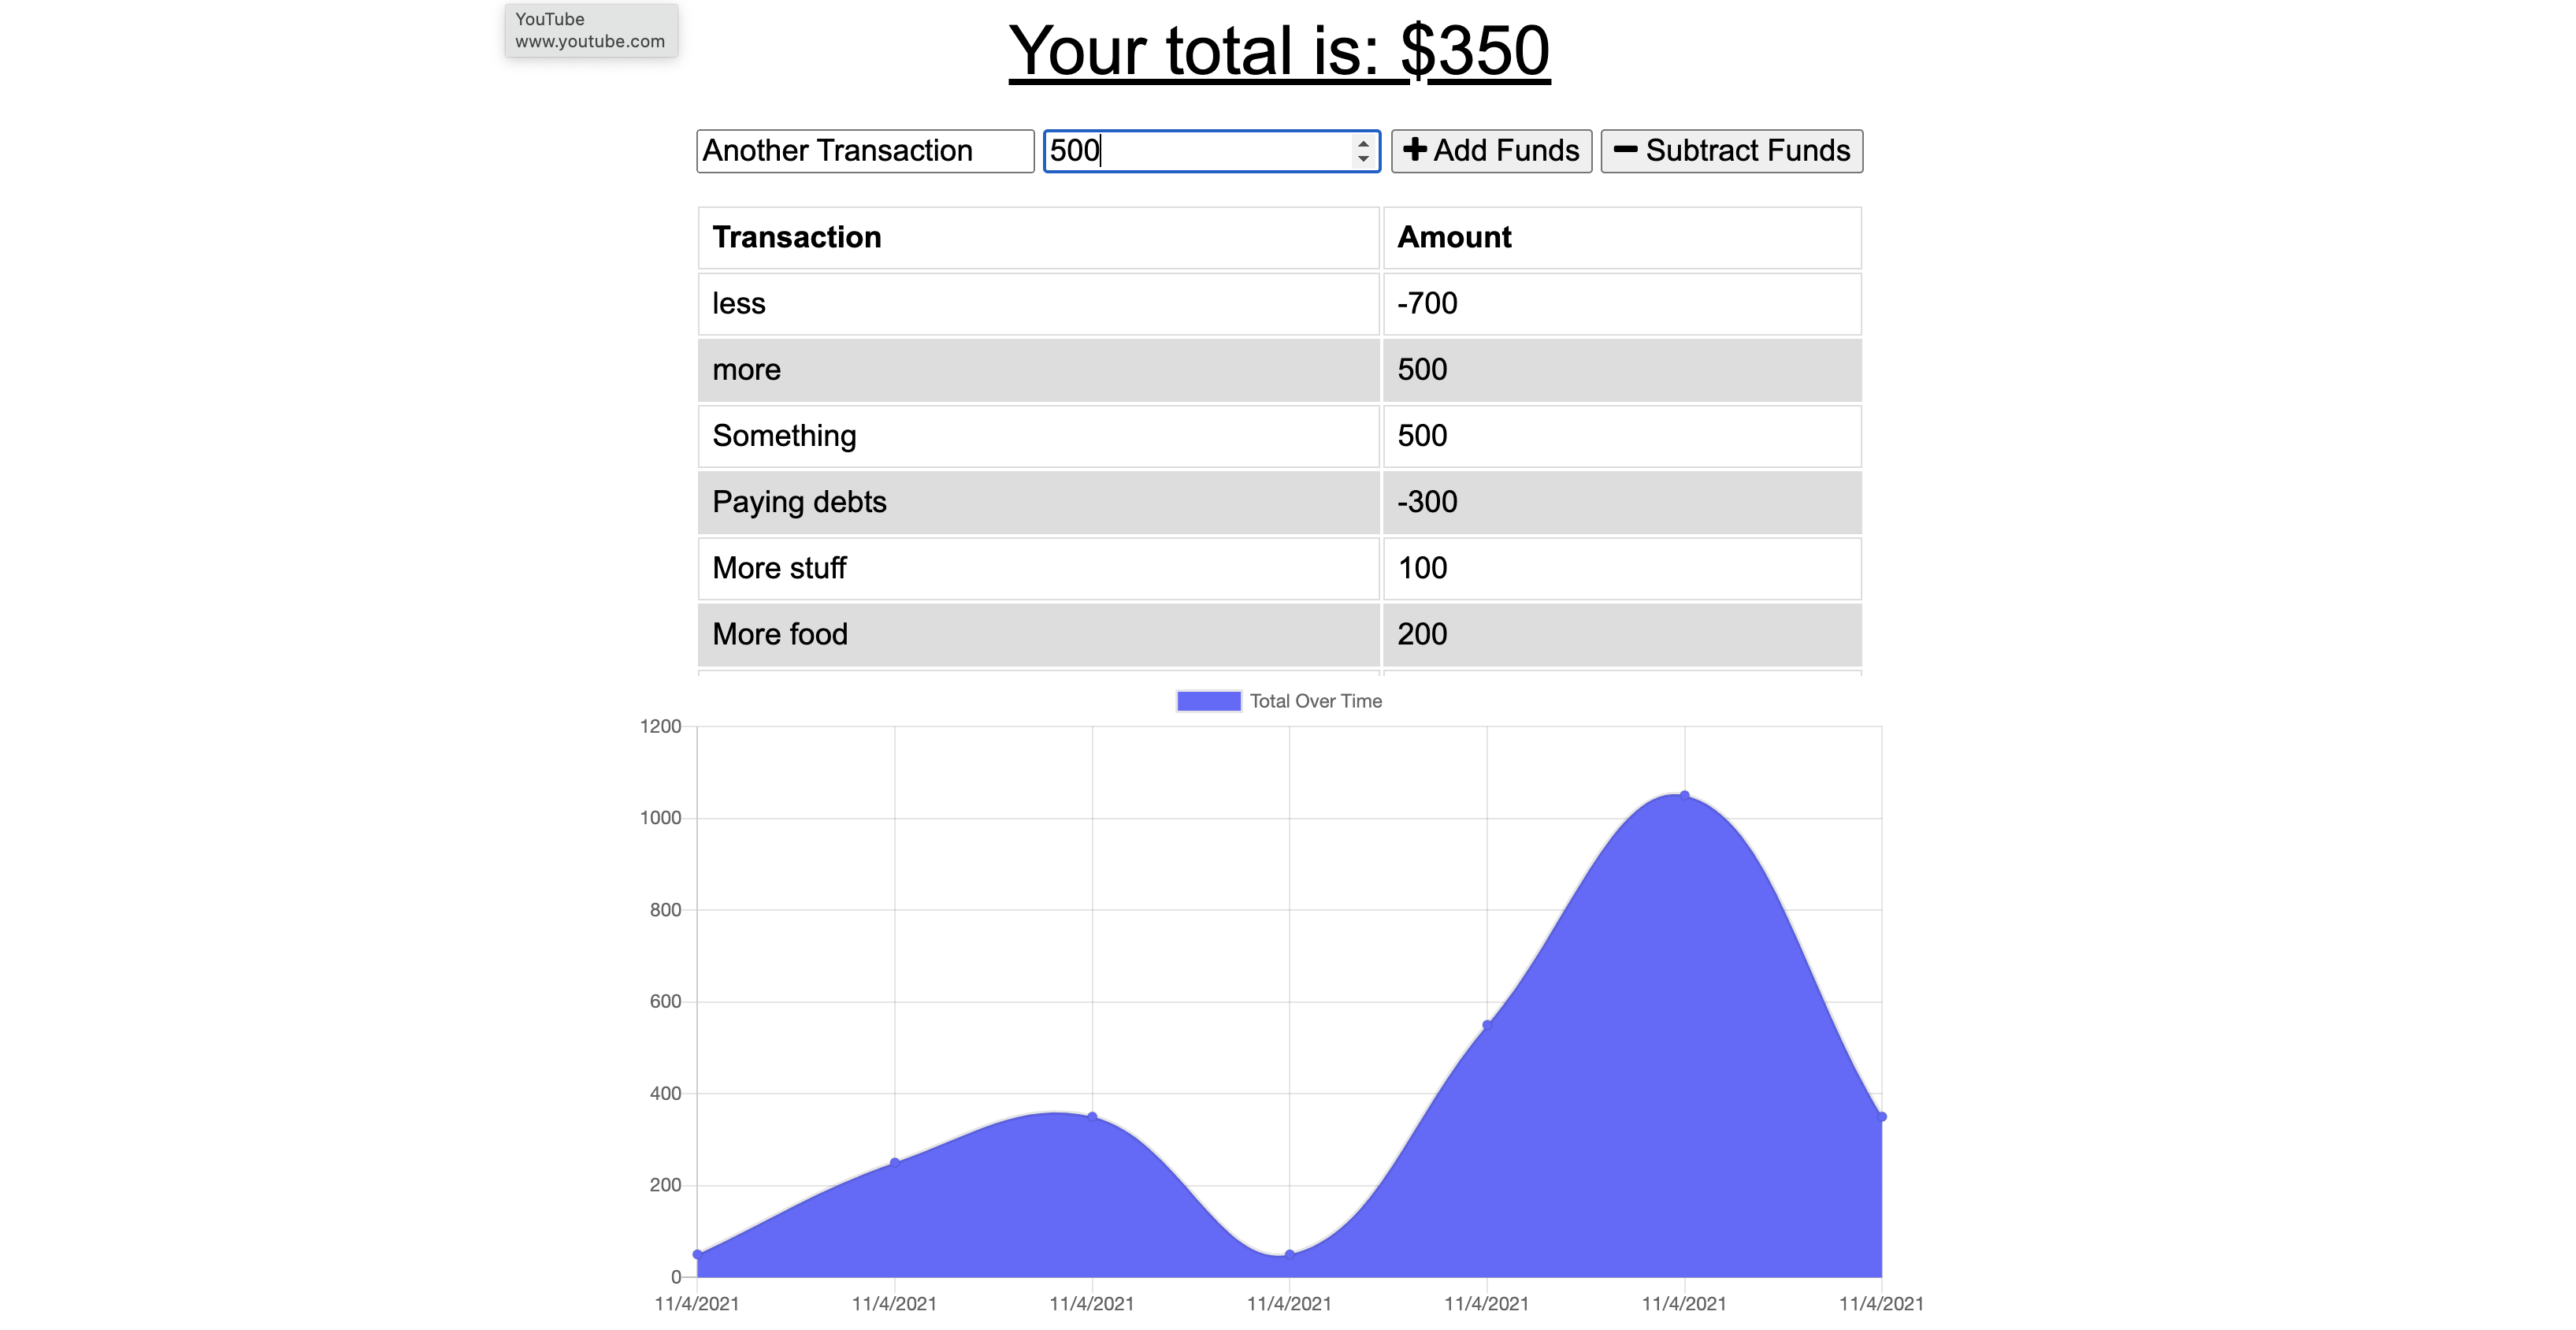 YouTube
www.youtube.com
Your total is: $350
Another Transaction 500 Add Funds Subtract Funds
Transaction Amount
less -700
more 500
Something 500
Paying debts -300
More stuff 100
More food 200
Total Over Time
1200
1000
800
600
400
200
0
11/4/2021 11/4/2021 11/4/2021 11/4/2021 11/4/2021 11/4/2021 11/4/2021